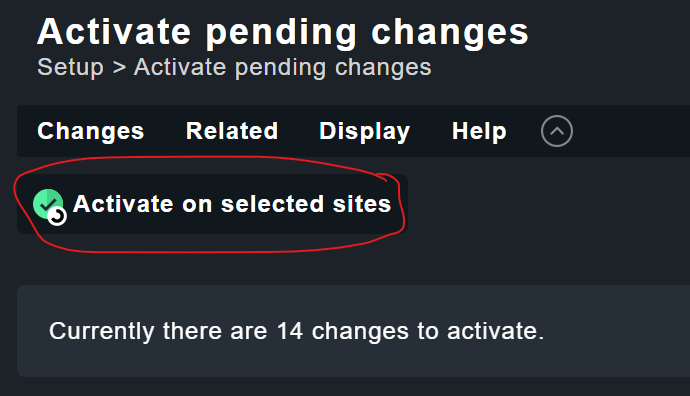 Activate pending changes
Setup > Activate pending changes
Changes Related Display Help
Activate on selected sites
Currently there are 14 changes to activate.